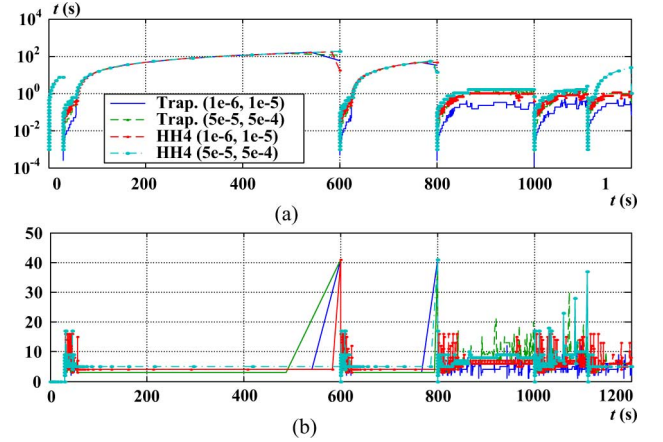 t (s)
10^4
10^2
10^0
10^-2
10^-4
Trap. (1e-6, 1e-5)
Trap. (5e-5, 5e-4)
HH4 (1e-6, 1e-5)
HH4 (5e-5, 5e-4)
0 200 400 600 800 1000 1
t (s)
(a)
50
40
30
20
10
0
0 200 400 600 800 1000 1200
t (s)
(b)